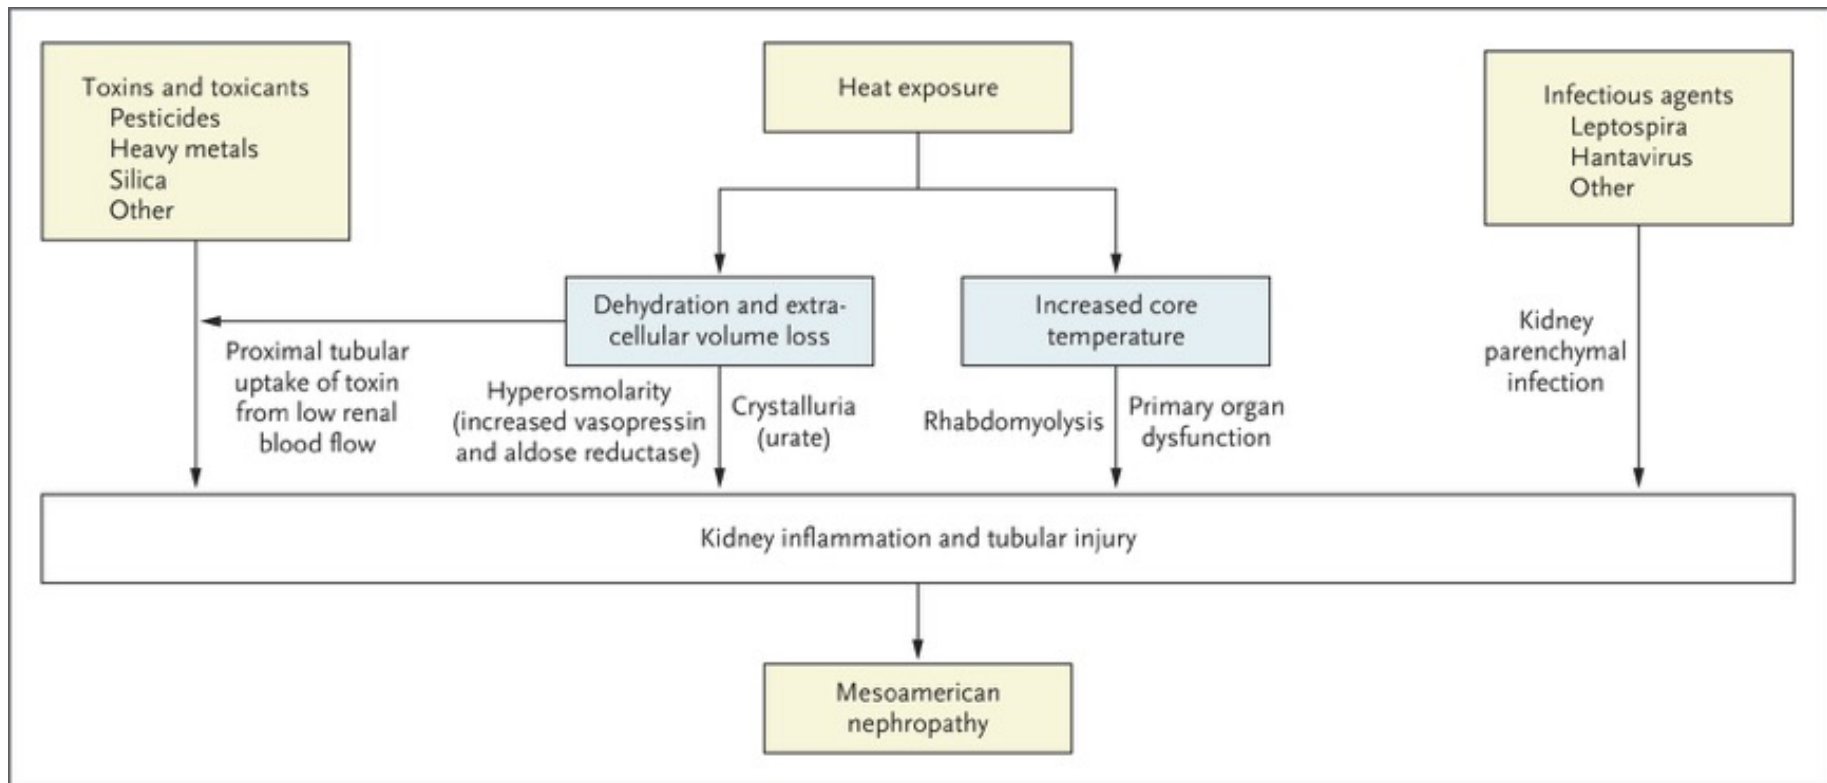 Toxins and toxicants
Pesticides
Heavy metals
Silica
Other
Heat exposure
Infectious agents
Leptospira
Hantavirus
Other
Dehydration and extra-
cellular volume loss
Increased core
temperature
Proximal tubular
uptake of toxin
from low renal
blood flow
Hyperosmolarity
(increased vasopressin
and aldose reductase)
Crystalluria
(urate)
Rhabdomyolysis
Primary organ
dysfunction
Kidney
parenchymal
infection
Kidney inflammation and tubular injury
Mesoamerican
nephropathy